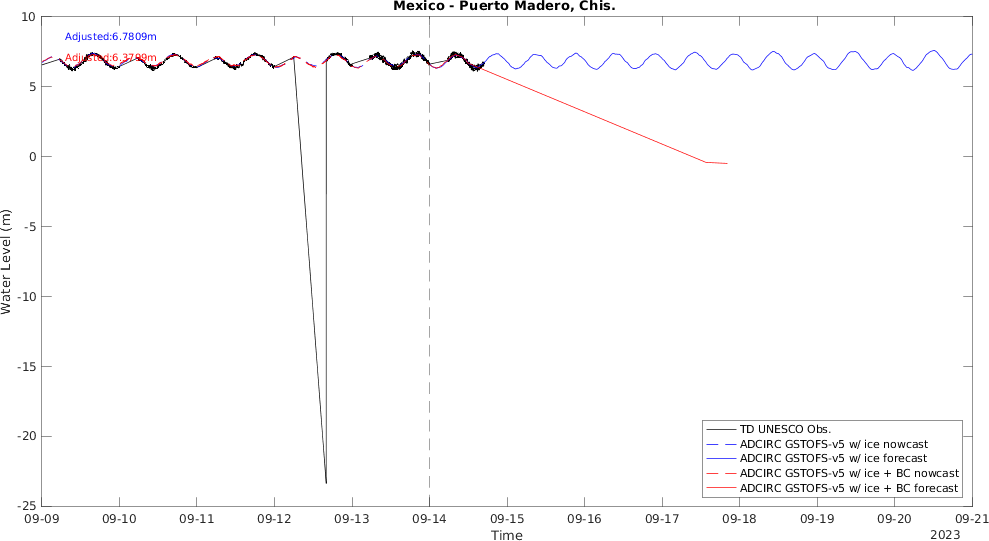 Mexico - Puerto Madero, Chis.
Adjusted:6.7809m
Adjusted:6.3789m
Water Level (m)
10
5
0
-5
-10
-15
-20
-25
TD UNESCO Obs.
ADCIRC GSTOFS-v5 w/ ice nowcast
ADCIRC GSTOFS-v5 w/ ice forecast
ADCIRC GSTOFS-v5 w/ ice + BC nowcast
ADCIRC GSTOFS-v5 w/ ice + BC forecast
09-09 09-10 09-11 09-12 09-13 09-14 09-15 09-16 09-17 09-18 09-19 09-20 09-21
Time
2023